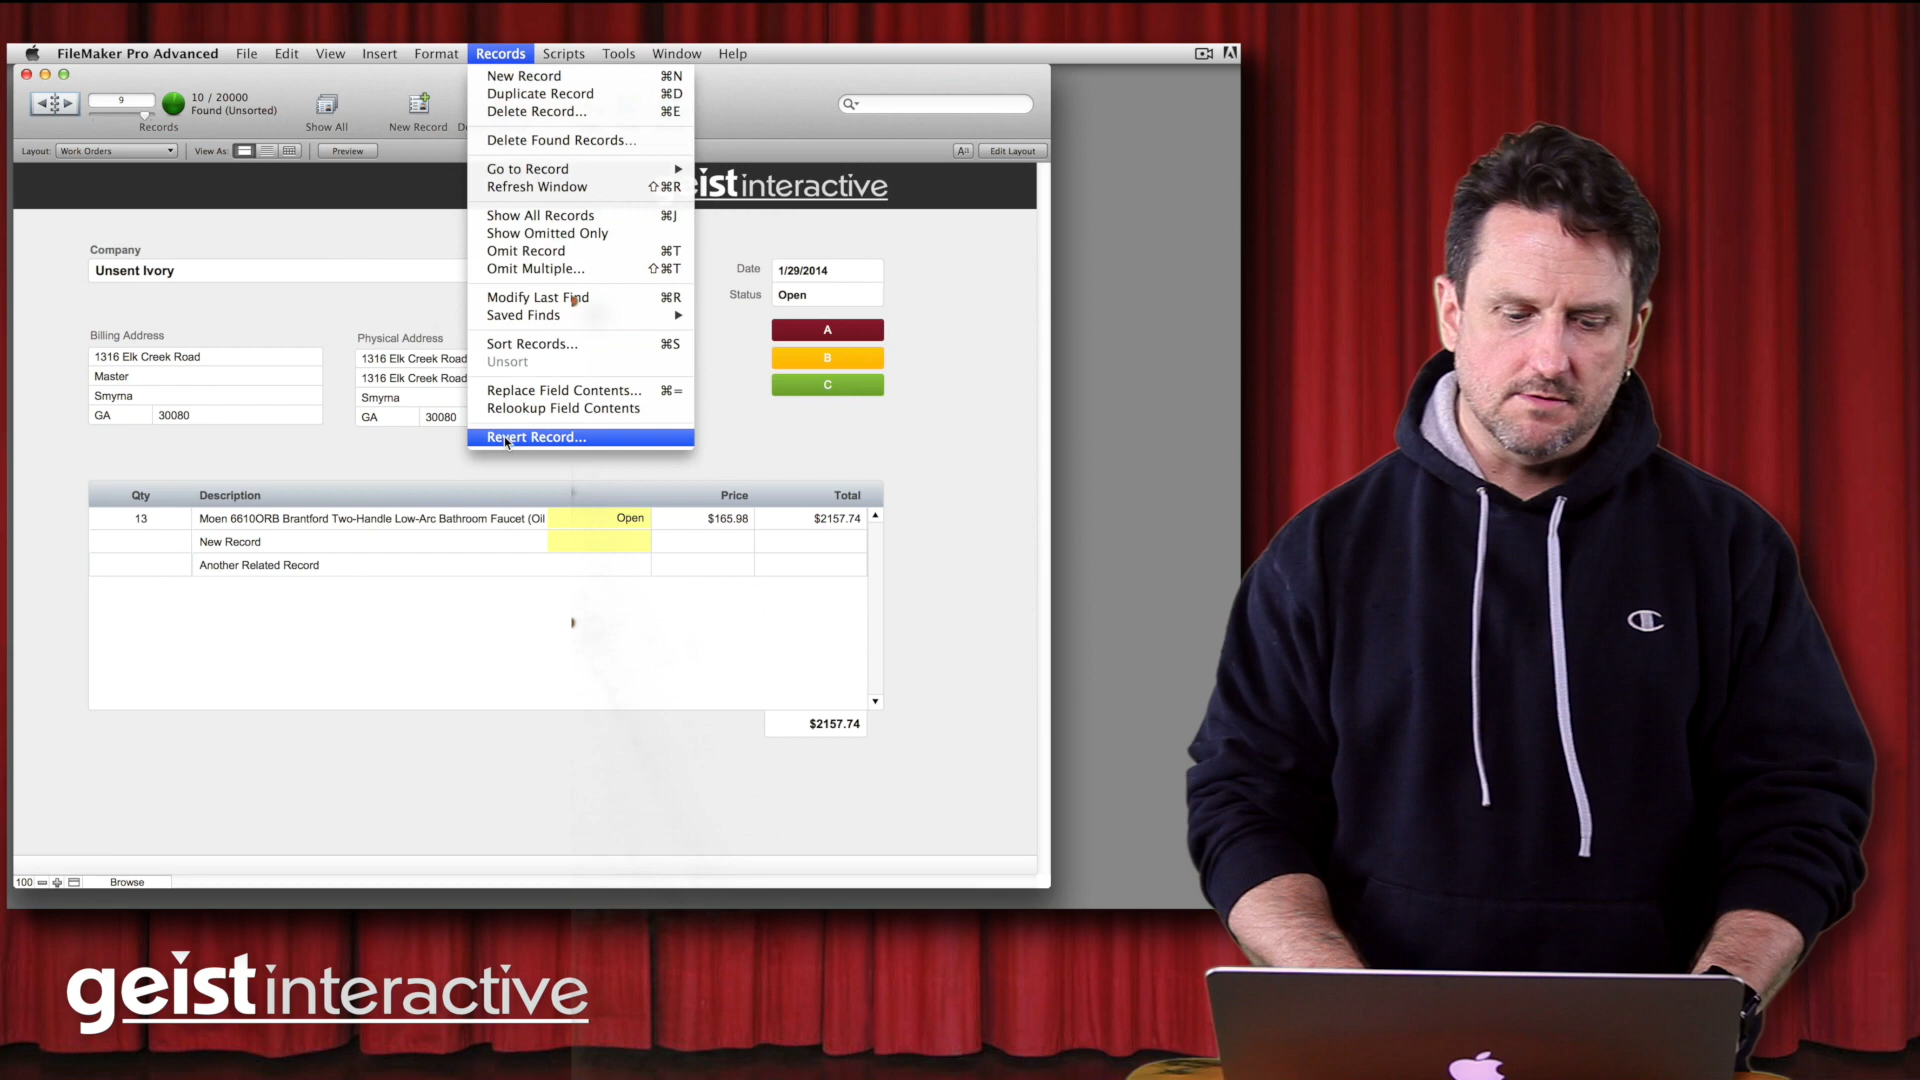 FileMaker Pro Advanced File Edit View Insert Format Records Scripts Tools Window Help
9
10 / 20000
Found (Unsorted)
Records
Show All
New Record
Layout: Work Orders
View As:
Preview
Edit Layout
New Record ⌘N
Duplicate Record ⌘D
Delete Record... ⌘E
Delete Found Records...
Go to Record
Refresh Window ⇧⌘R
Show All Records ⌘J
Show Omitted Only
Omit Record ⌘T
Omit Multiple... ⇧⌘T
Modify Last Find ⌘R
Saved Finds
Sort Records... ⌘S
Unsort
Replace Field Contents... ⌘=
Relookup Field Contents
Revert Record...
eist interactive
Company
Unsent Ivory
Date 1/29/2014
Status Open
A
B
C
Billing Address
1316 Elk Creek Road
Master
Smyrna
GA 30080
Physical Address
1316 Elk Creek Road
1316 Elk Creek Road
Smyrna
GA 30080
Qty Description Price Total
13 Moen 6610ORB Brantford Two-Handle Low-Arc Bathroom Faucet (Oil Open $165.98 $2157.74
New Record
Another Related Record
$2157.74
100 Browse
geist interactive